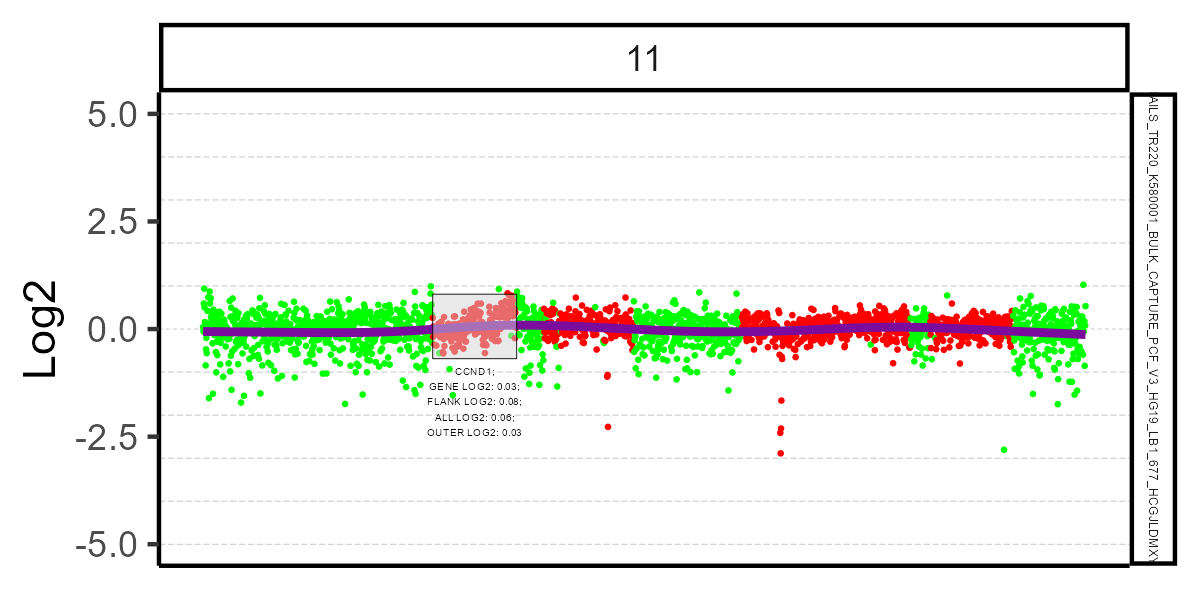 11
Log2
5.0
2.5
0.0
-2.5
-5.0
CCND1;
GENE LOG2: 0.03;
FLANK LOG2: 0.08;
ALL LOG2: 0.06;
OUTER LOG2: 0.03
AILS_TR220_K580001_BULK_CAPTURE_PCF_V3_HG19_LB1_677_HCGJLDMXY